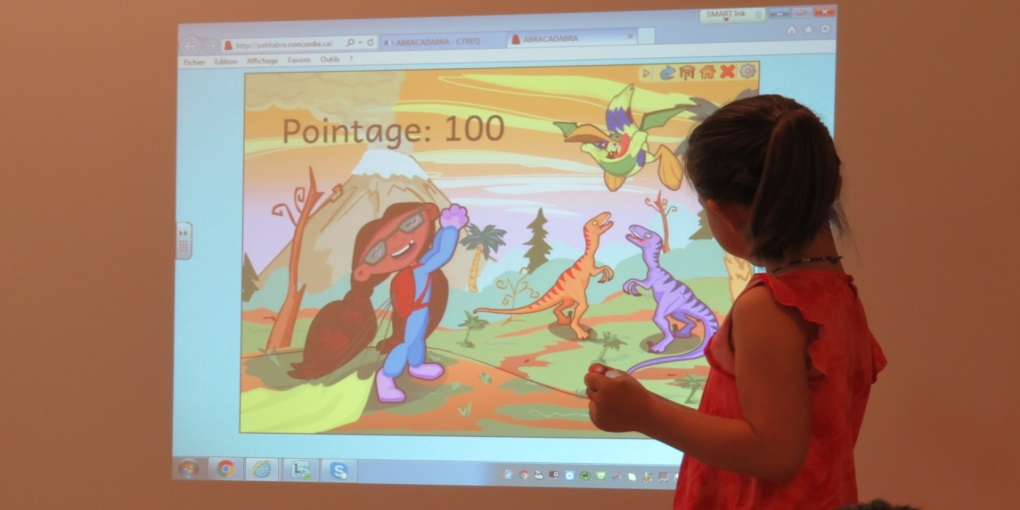 SMART Ink
ABRACADABRA - CTREQ
ABRACADABRA
Fichier Edition Affichage Favoris Outils ?
Pointage: 100